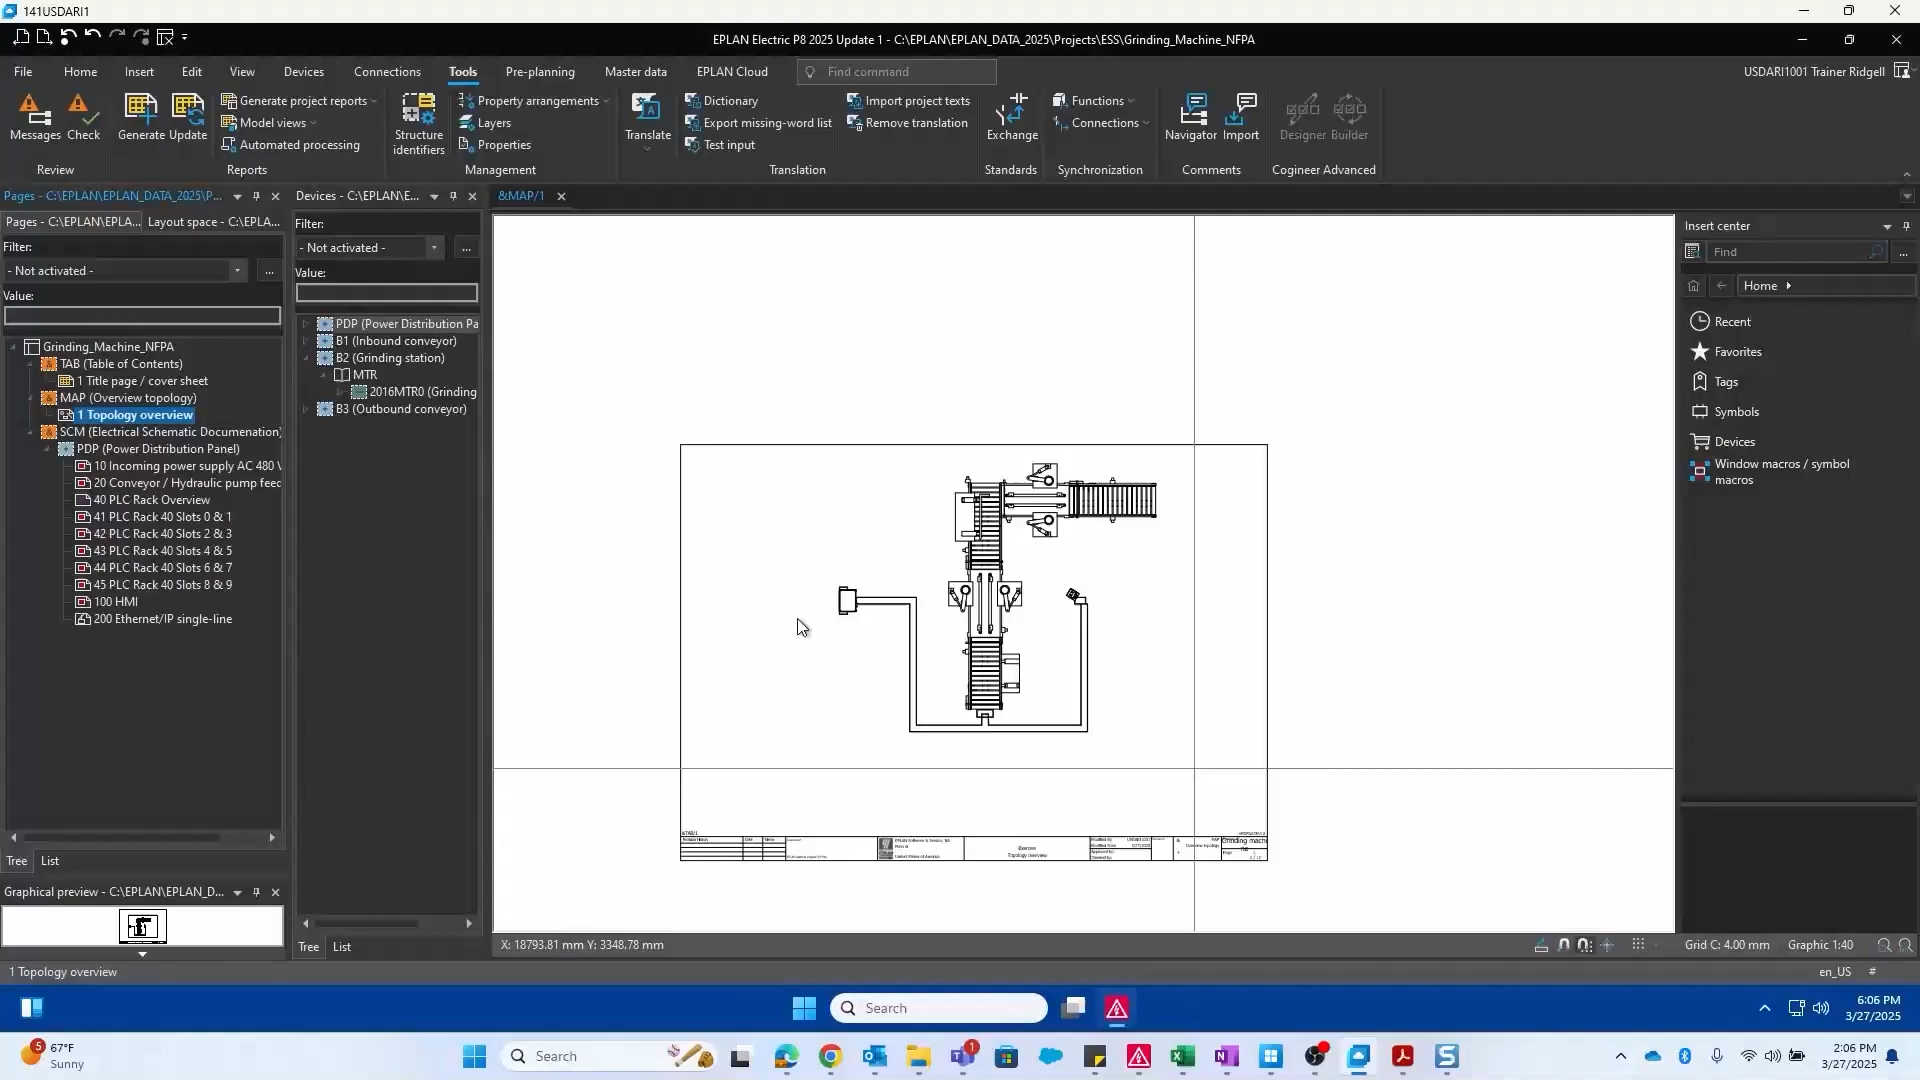 141USDARI1
EPLAN Electric P8 2025 Update 1 - C:\EPLAN\EPLAN_DATA_2025\Projects\ESS\Grinding_Machine_NFPA
File Home Insert Edit View Devices Connections Tools Pre-planning Master data EPLAN Cloud Find command USDARI1001 Trainer Ridgell
Messages Check
Review
Generate Update
Generate project reports
Model views
Automated processing
Reports
Structure identifiers
Property arrangements
Layers
Properties
Management
Translate
Dictionary
Export missing-word list
Test input
Import project texts
Remove translation
Translation
Exchange
Standards
Functions
Connections
Synchronization
Navigator Import
Comments
Designer Builder
Cogineer Advanced
Pages - C:\EPLAN\EPLAN_DATA_2025\P...
Pages - C:\EPLAN\EPLA... Layout space - C:\EPLA...
Filter:
- Not activated -
...
Value:
Grinding_Machine_NFPA
TAB (Table of Contents)
1 Title page / cover sheet
MAP (Overview topology)
1 Topology overview
SCM (Electrical Schematic Documenation)
PDP (Power Distribution Panel)
10 Incoming power supply AC 480 V
20 Conveyor / Hydraulic pump feed
40 PLC Rack Overview
41 PLC Rack 40 Slots 0 & 1
42 PLC Rack 40 Slots 2 & 3
43 PLC Rack 40 Slots 4 & 5
44 PLC Rack 40 Slots 6 & 7
45 PLC Rack 40 Slots 8 & 9
100 HMI
200 Ethernet/IP single-line
Tree List
Graphical preview - C:\EPLAN\EPLAN_D...
Devices - C:\EPLAN\E...
Filter:
- Not activated -
...
Value:
PDP (Power Distribution Pa
B1 (Inbound conveyor)
B2 (Grinding station)
MTR
2016MTR0 (Grinding
B3 (Outbound conveyor)
Tree List
&MAP/1
Topology overview
X: 18793.81 mm Y: 3348.78 mm
Grid C: 4.00 mm Graphic 1:40
Insert center
Find
...
Home
Recent
Favorites
Tags
Symbols
Devices
Window macros / symbol
macros
1 Topology overview
en_US #
Search
6:06 PM
3/27/2025
5
67°F
Sunny
Search
1
2:06 PM
3/27/2025